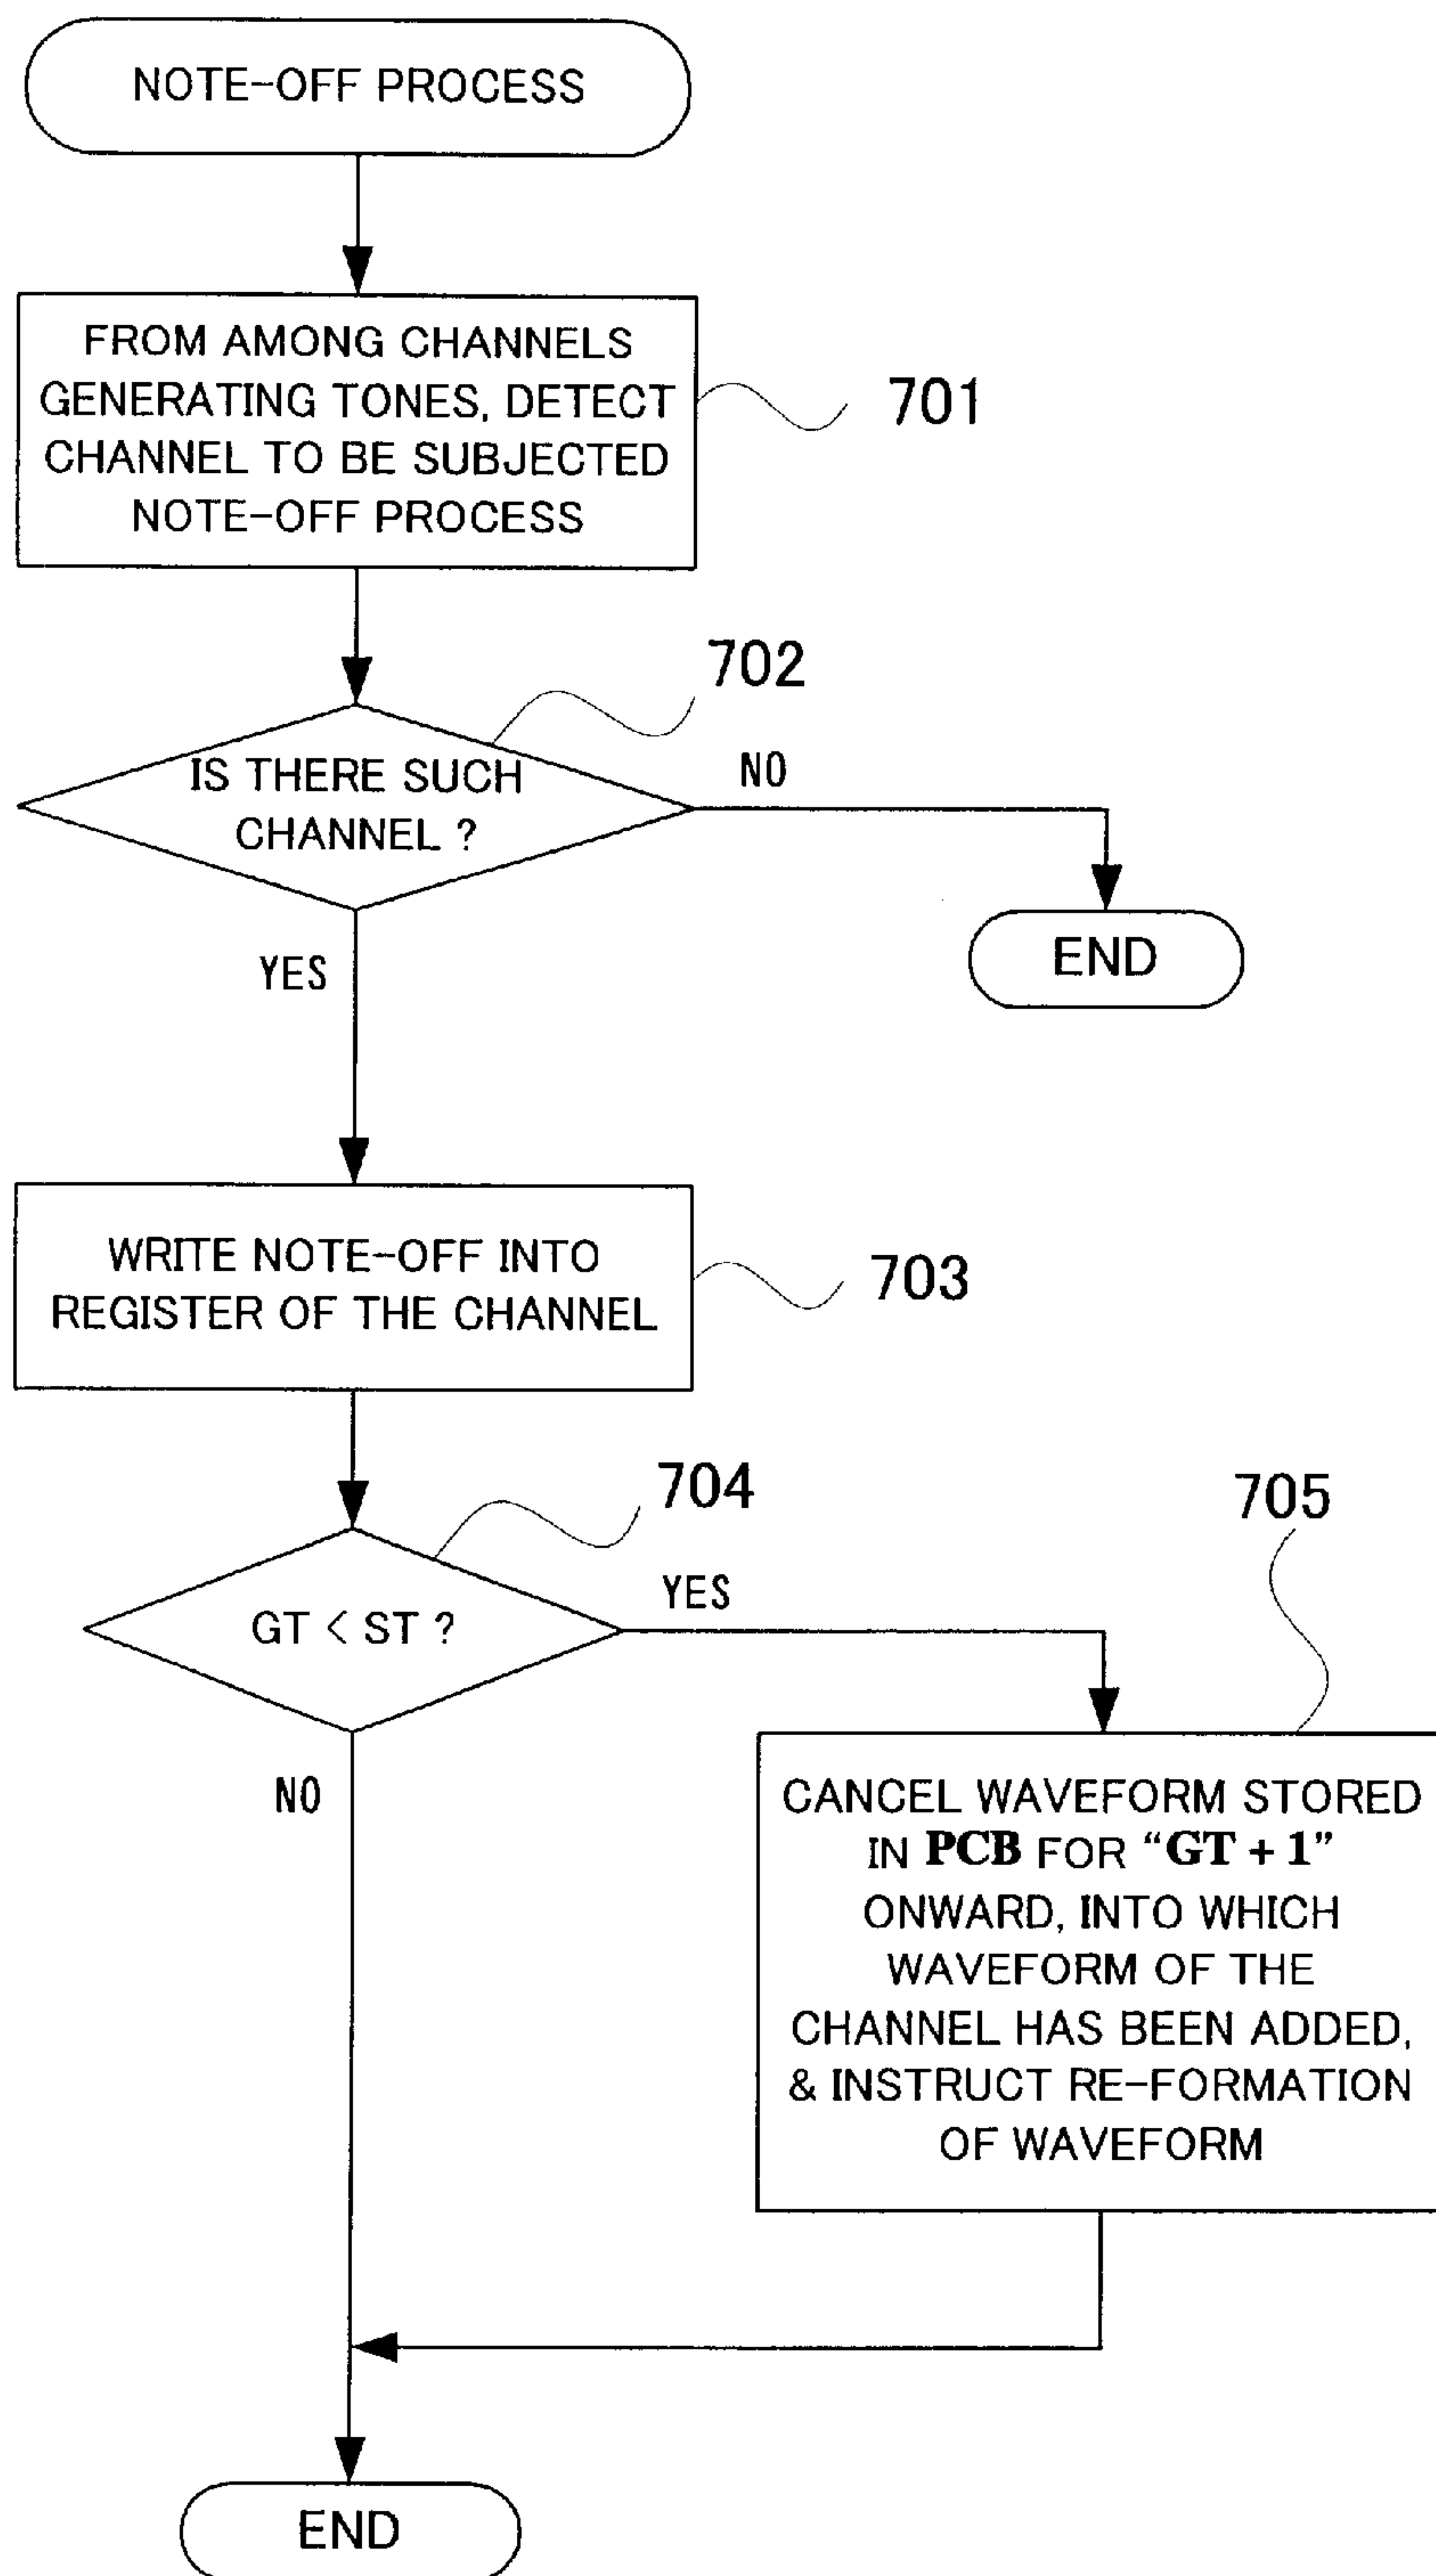 NOTE-OFF PROCESS
FROM AMONG CHANNELS
GENERATING TONES, DETECT
CHANNEL TO BE SUBJECTED
NOTE-OFF PROCESS
701
702
IS THERE SUCH
CHANNEL ?
NO
END
YES
WRITE NOTE-OFF INTO
REGISTER OF THE CHANNEL
703
704
705
GT < ST ?
YES
NO
CANCEL WAVEFORM STORED
IN PCB FOR “GT + 1”
ONWARD, INTO WHICH
WAVEFORM OF THE
CHANNEL HAS BEEN ADDED,
& INSTRUCT RE-FORMATION
OF WAVEFORM
END